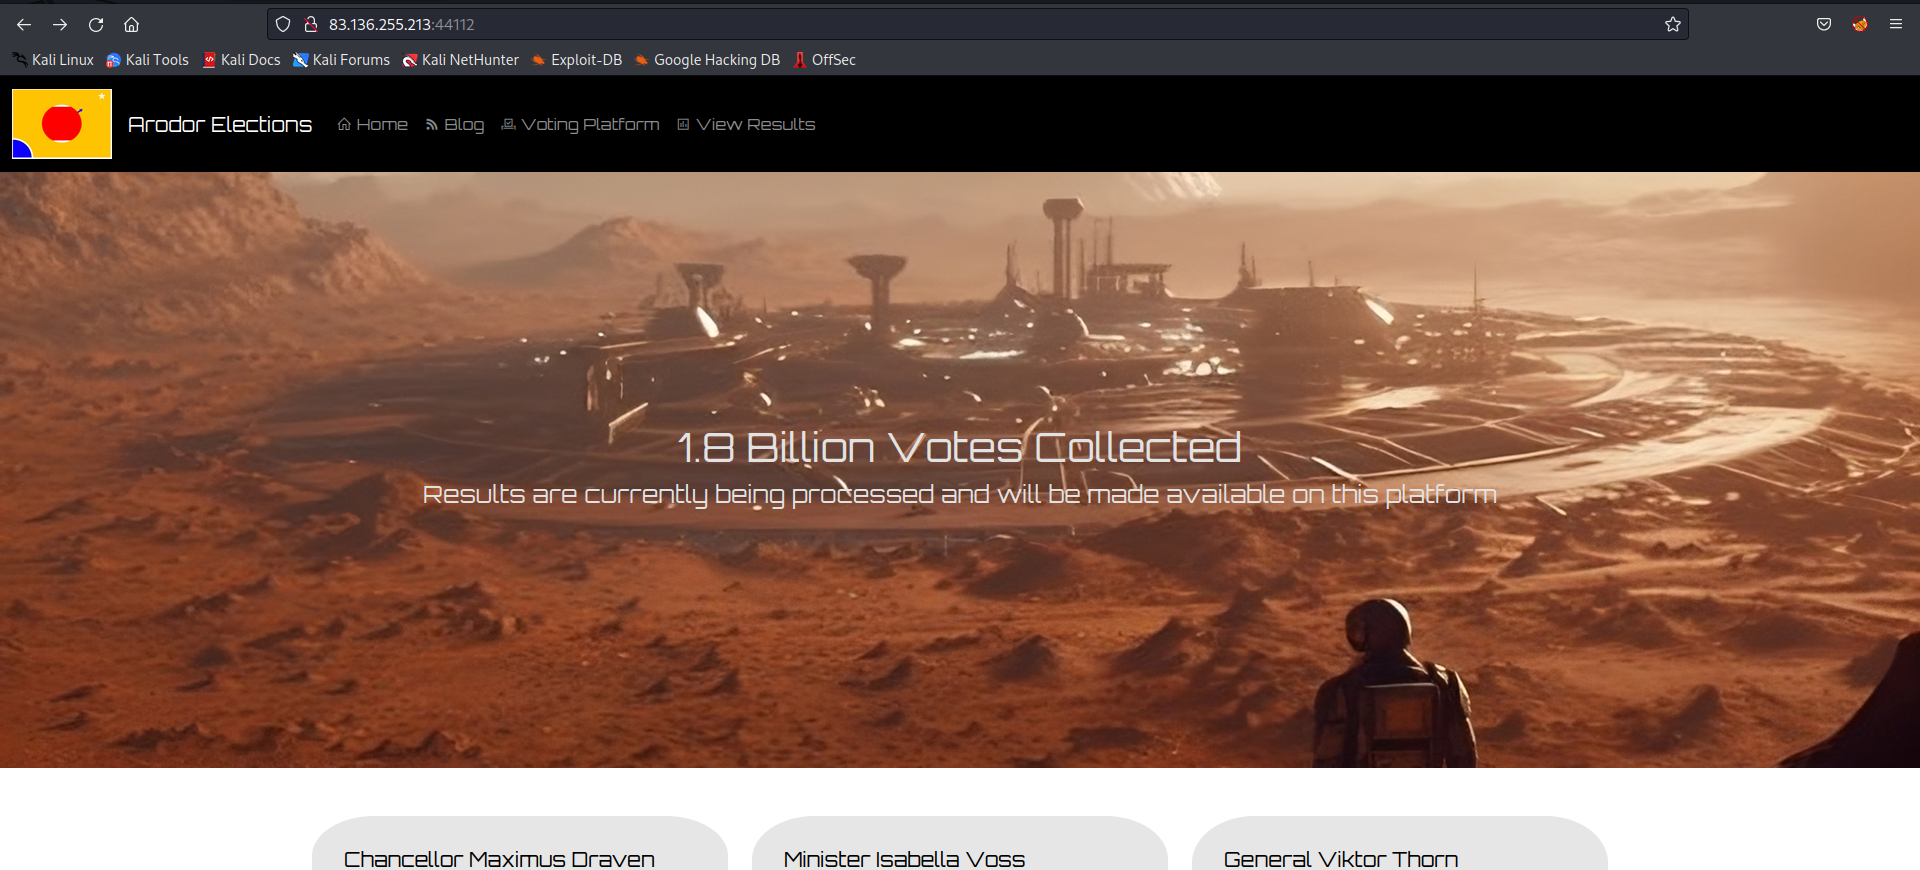 83.136.255.213:44112
Kali Linux Kali Tools Kali Docs Kali Forums Kali NetHunter Exploit-DB Google Hacking DB OffSec
Arodor Elections Home Blog Voting Platform View Results
1.8 Billion Votes Collected
Results are currently being processed and will be made available on this platform
Chancellor Maximus Draven Minister Isabella Voss General Viktor Thorn